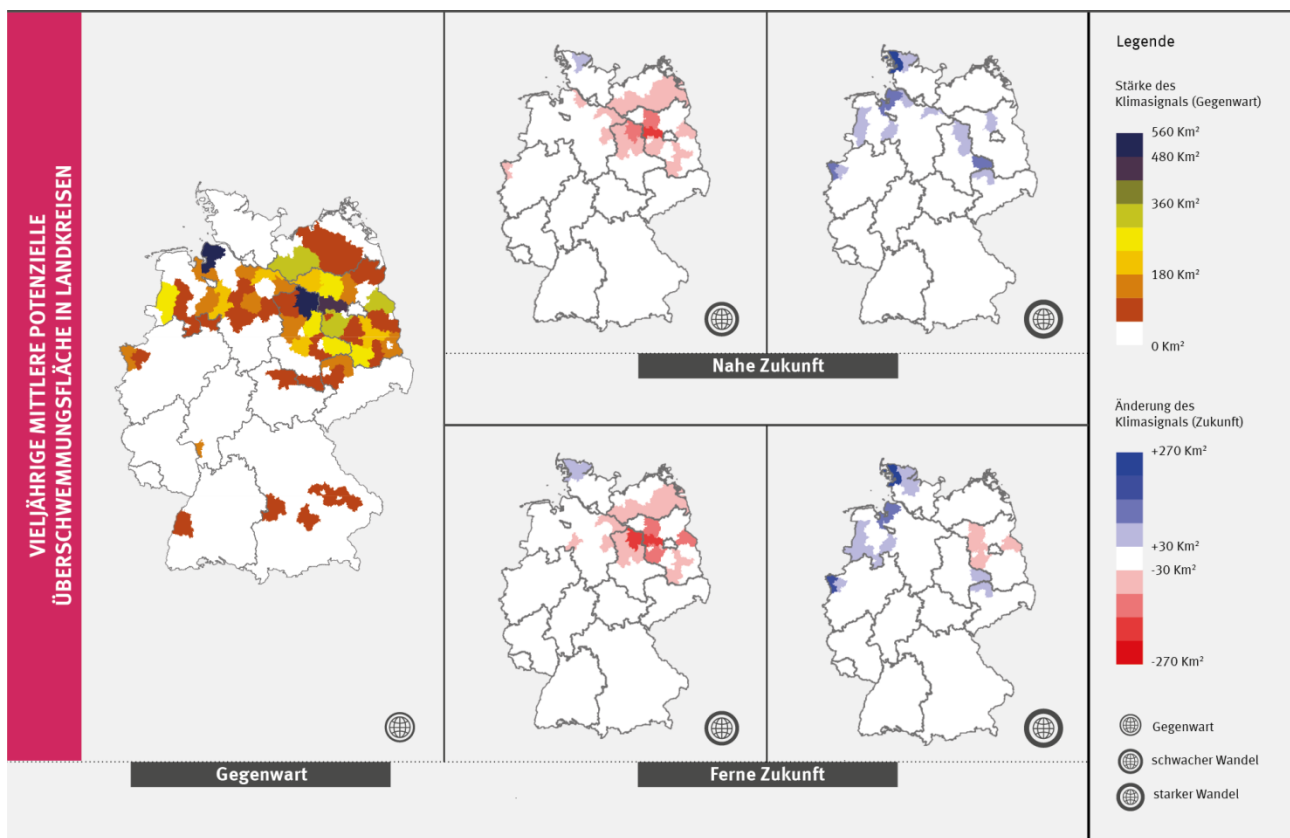 VIELJÄHRIGE MITTLERE POTENZIELLE
ÜBERSCHWEMMUNGSFLÄCHE IN LANDKREISEN
Gegenwart
Nahe Zukunft
Ferne Zukunft
Legende
Stärke des
Klimasignals (Gegenwart)
560 Km²
480 Km²
360 Km²
180 Km²
0 Km²
Änderung des
Klimasignals (Zukunft)
+270 Km²
+30 Km²
-30 Km²
-270 Km²
Gegenwart
schwacher Wandel
starker Wandel